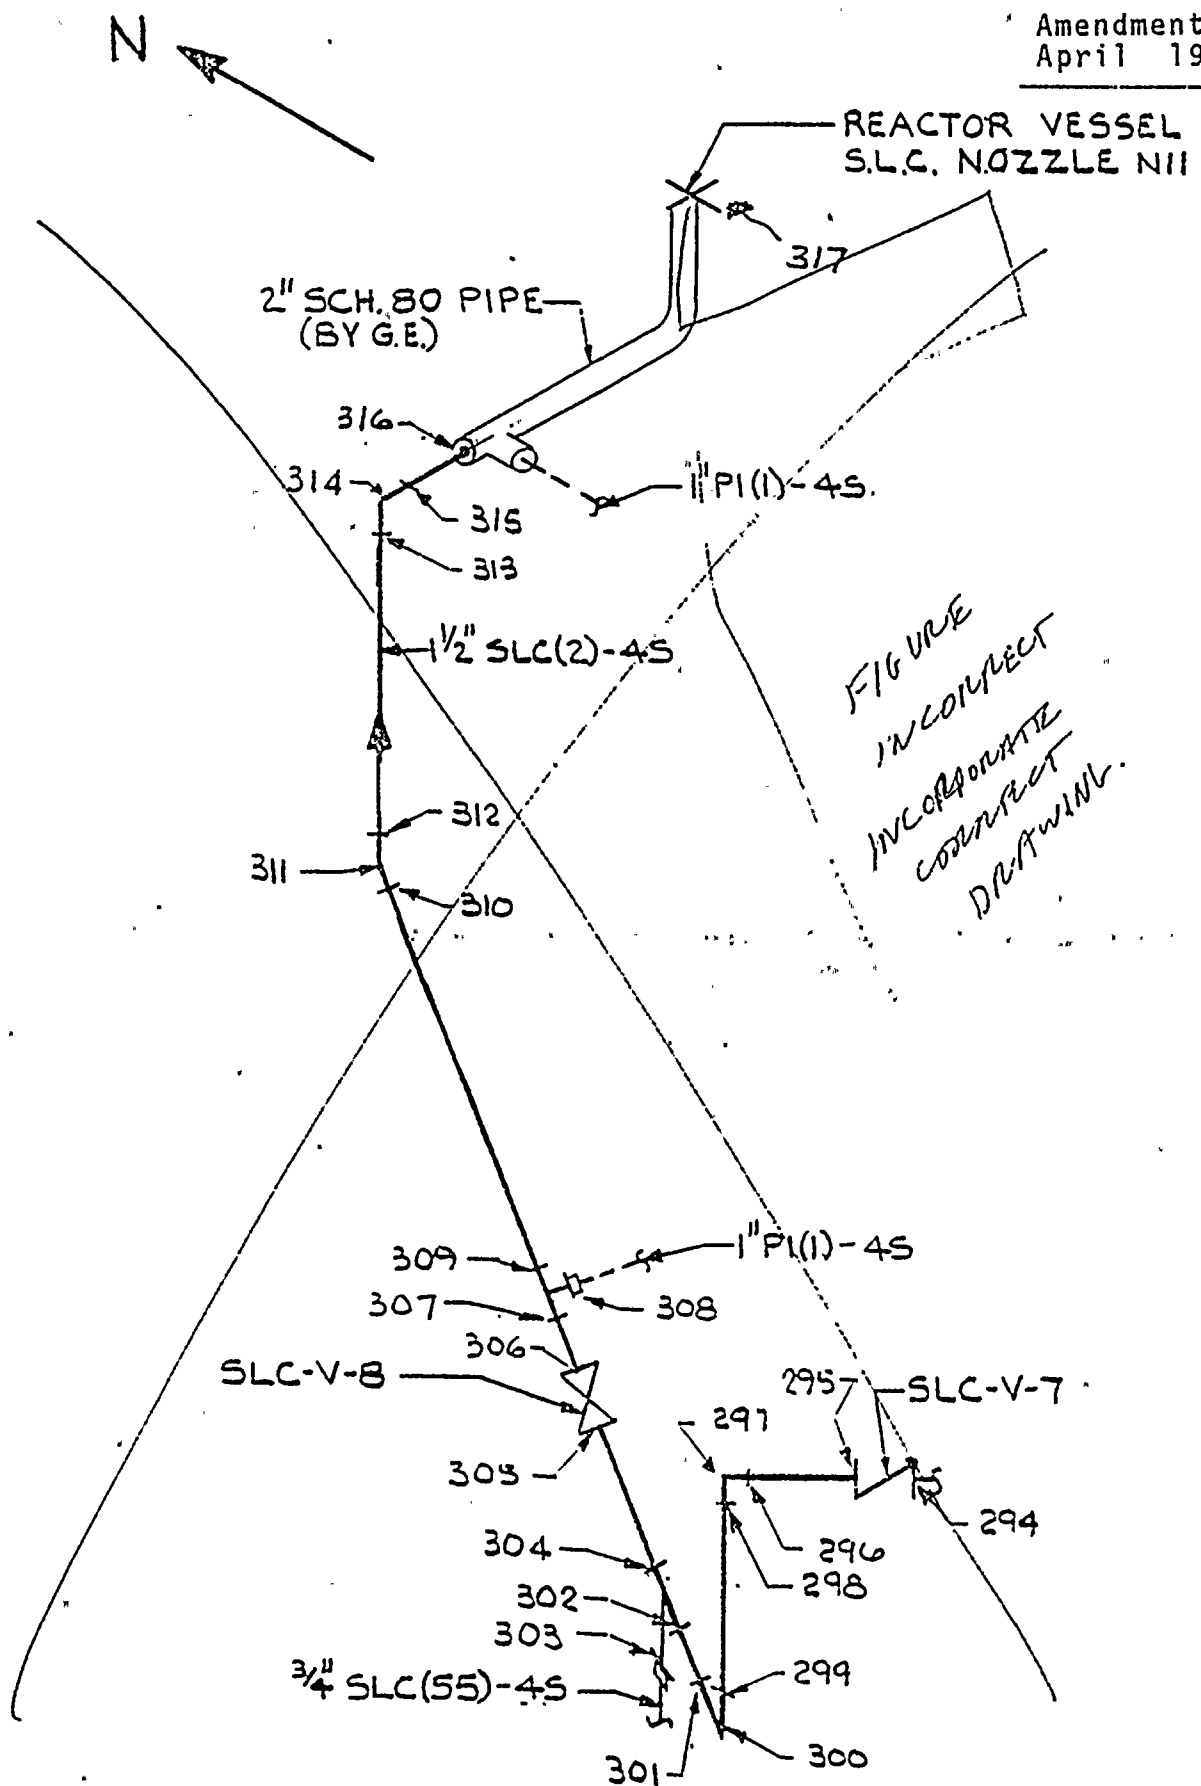 N
Amendment
April 19
REACTOR VESSEL
S.L.C. NOZZLE N11
317
2" SCH. 80 PIPE
(BY G.E.)
316
314
1" PI(1)-4S.
315
313
1½" SLC(2)-4S
FIGURE
INCORRECT
INCORPORATE
CORRECT
DRAWING.
312
311
310
1" PI(1)-4S
309
308
307
306
SLC-V-8
295
SLC-V-7
297
305
294
304
296
298
302
303
299
¾" SLC(55)-4S
300
301